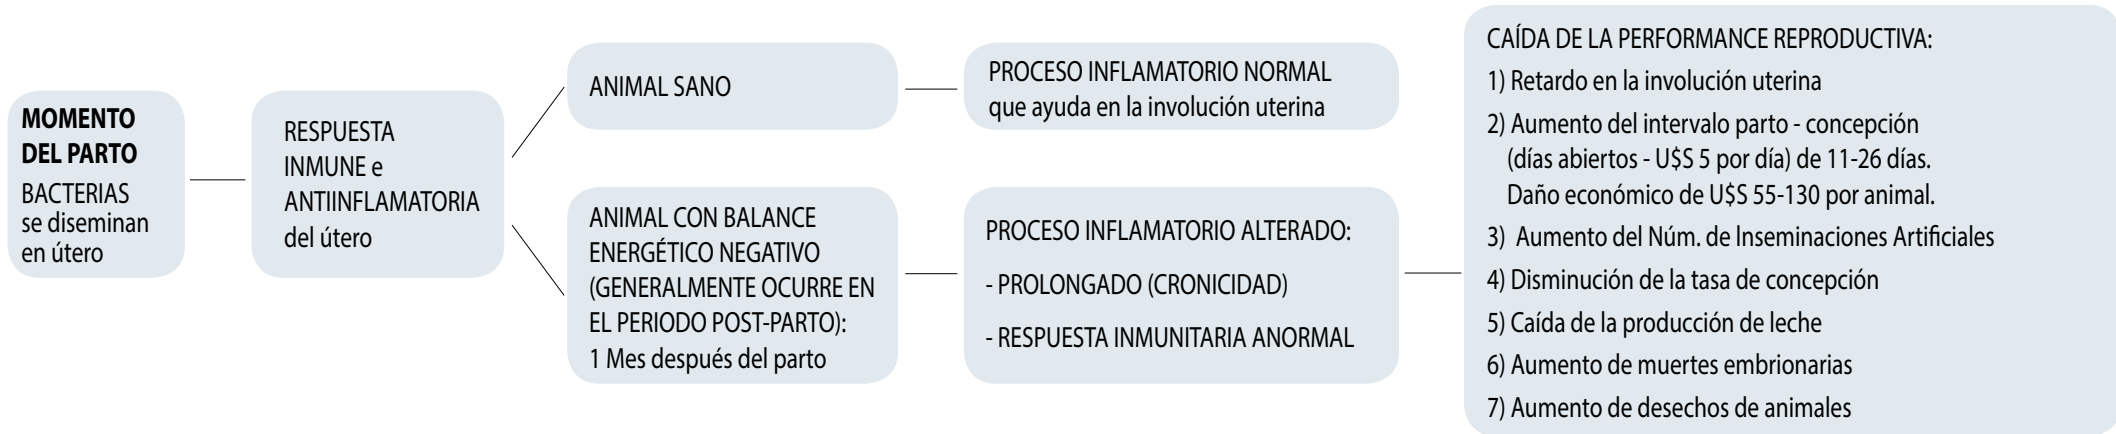 MOMENTO
DEL PARTO
BACTERIAS
se diseminan
en útero
RESPUESTA
INMUNE e
ANTIINFLAMATORIA
del útero
ANIMAL SANO
PROCESO INFLAMATORIO NORMAL
que ayuda en la involución uterina
ANIMAL CON BALANCE
ENERGÉTICO NEGATIVO
(GENERALMENTE OCURRE EN
EL PERIODO POST-PARTO):
1 Mes después del parto
PROCESO INFLAMATORIO ALTERADO:
- PROLONGADO (CRONICIDAD)
- RESPUESTA INMUNITARIA ANORMAL
CAÍDA DE LA PERFORMANCE REPRODUCTIVA:
1) Retardo en la involución uterina
2) Aumento del intervalo parto - concepción
(días abiertos - U$S 5 por día) de 11-26 días.
Daño económico de U$S 55-130 por animal.
3) Aumento del Núm. de Inseminaciones Artificiales
4) Disminución de la tasa de concepción
5) Caída de la producción de leche
6) Aumento de muertes embrionarias
7) Aumento de desechos de animales